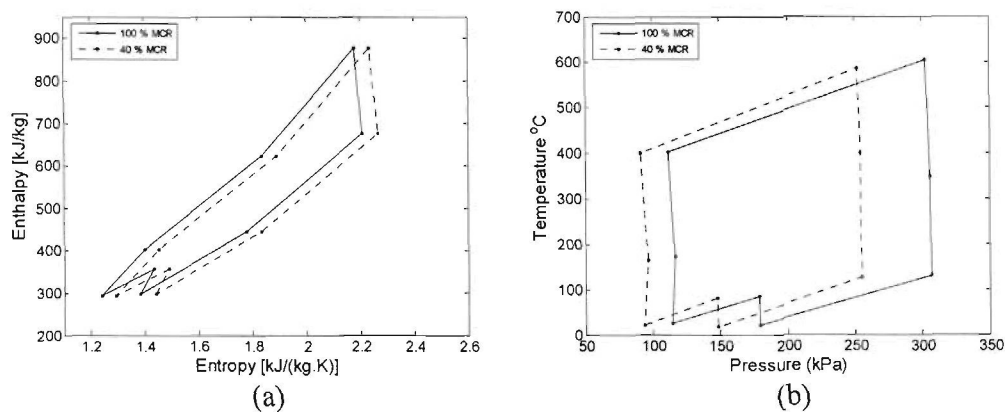 900
800
700
600
500
400
300
200
1.2 1.4 1.6 1.8 2 2.2 2.4 2.6
Enthalpy [kJ/kg]
Entropy [kJ/(kg.K)]
100 % MCR
40 % MCR
(a)
700
600
500
400
300
200
100
0
50 100 150 200 250 300 350
Temperature °C
Pressure (kPa)
100 % MCR
40 % MCR
(b)